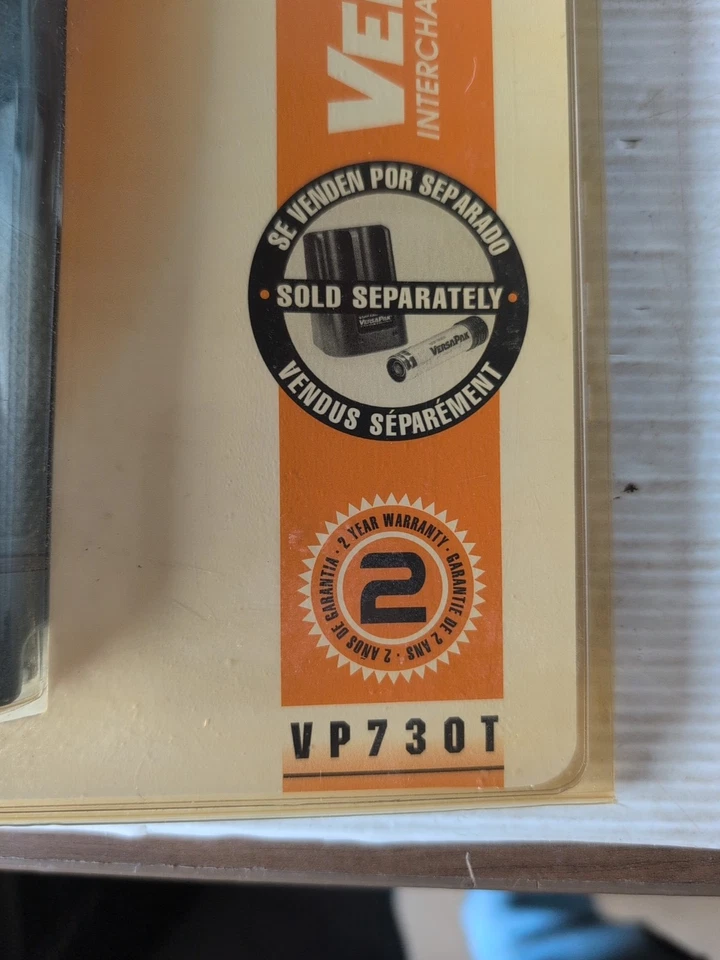 VE
INTERCHA
SE VENDEN POR SEPARADO
SOLD SEPARATELY
VERSAPAK
VERSAPAK
VENDUS SÉPARÉMENT
2 YEAR WARRANTY · GARANTIE DE 2 ANS · 2 AÑOS DE GARANTIA ·
2
VP730T